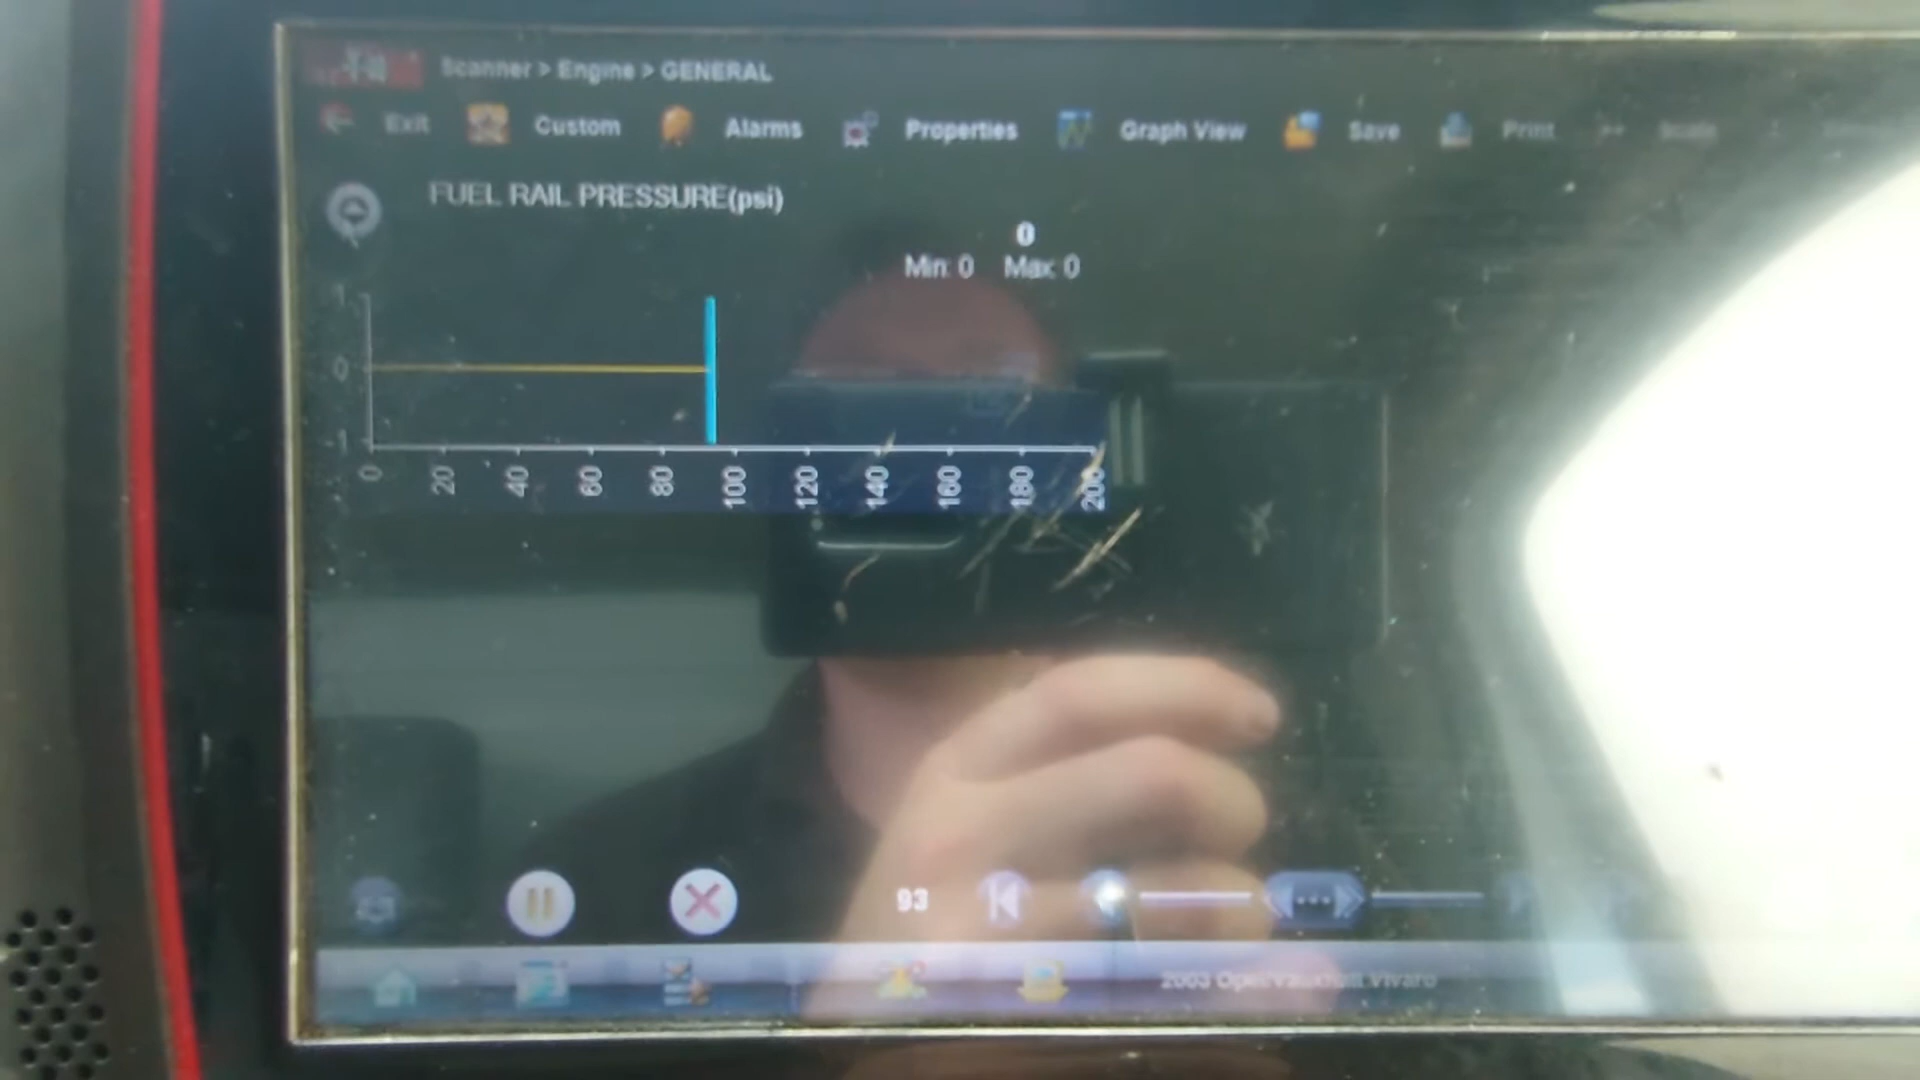 Scanner > Engine > GENERAL
Exit Custom Alarms Properties Graph View Save Print Scale
FUEL RAIL PRESSURE(psi)
0
Min: 0 Max: 0
1
0
-1
0 20 40 60 80 100 120 140 160 180 200
93
2003 Opel/Vauxhall Vivaro